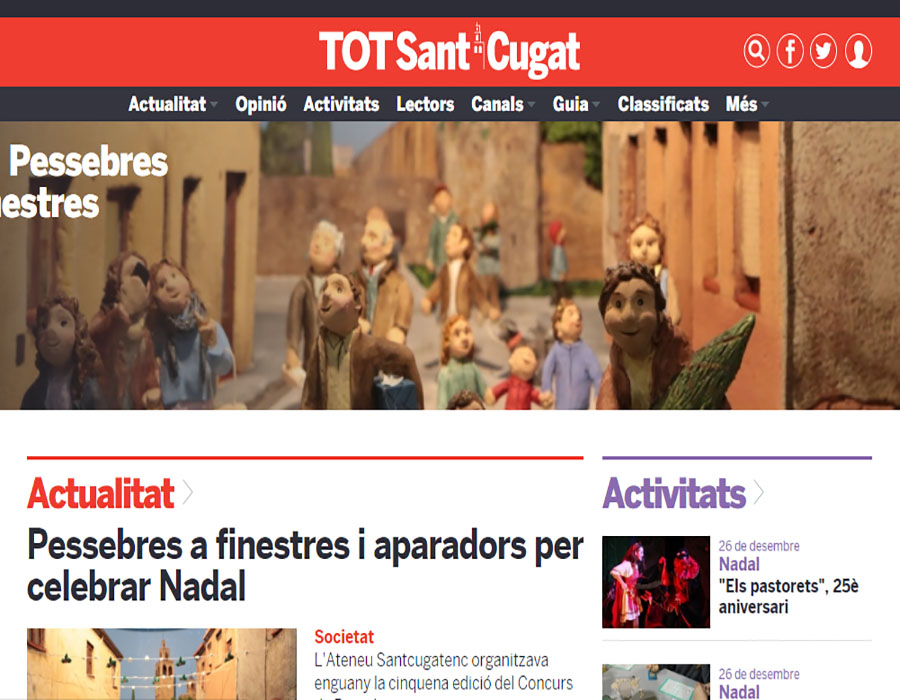 TOT Sant Cugat
Actualitat Opinió Activitats Lectors Canals Guia Classificats Més
Pessebres
Actualitat
Pessebres a finestres i aparadors per
celebrar Nadal
Societat
L'Ateneu Santcugatenc organitzava
enguany la cinquena edició del Concurs
Activitats
26 de desembre
Nadal
"Els pastorets", 25è
aniversari
26 de desembre
Nadal